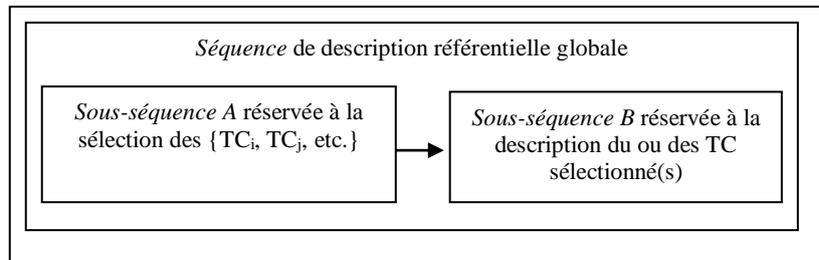 Séquence de description référentielle globale
Sous-séquence A réservée à la
sélection des {TCi, TCj, etc.}
Sous-séquence B réservée à la
description du ou des TC
sélectionné(s)